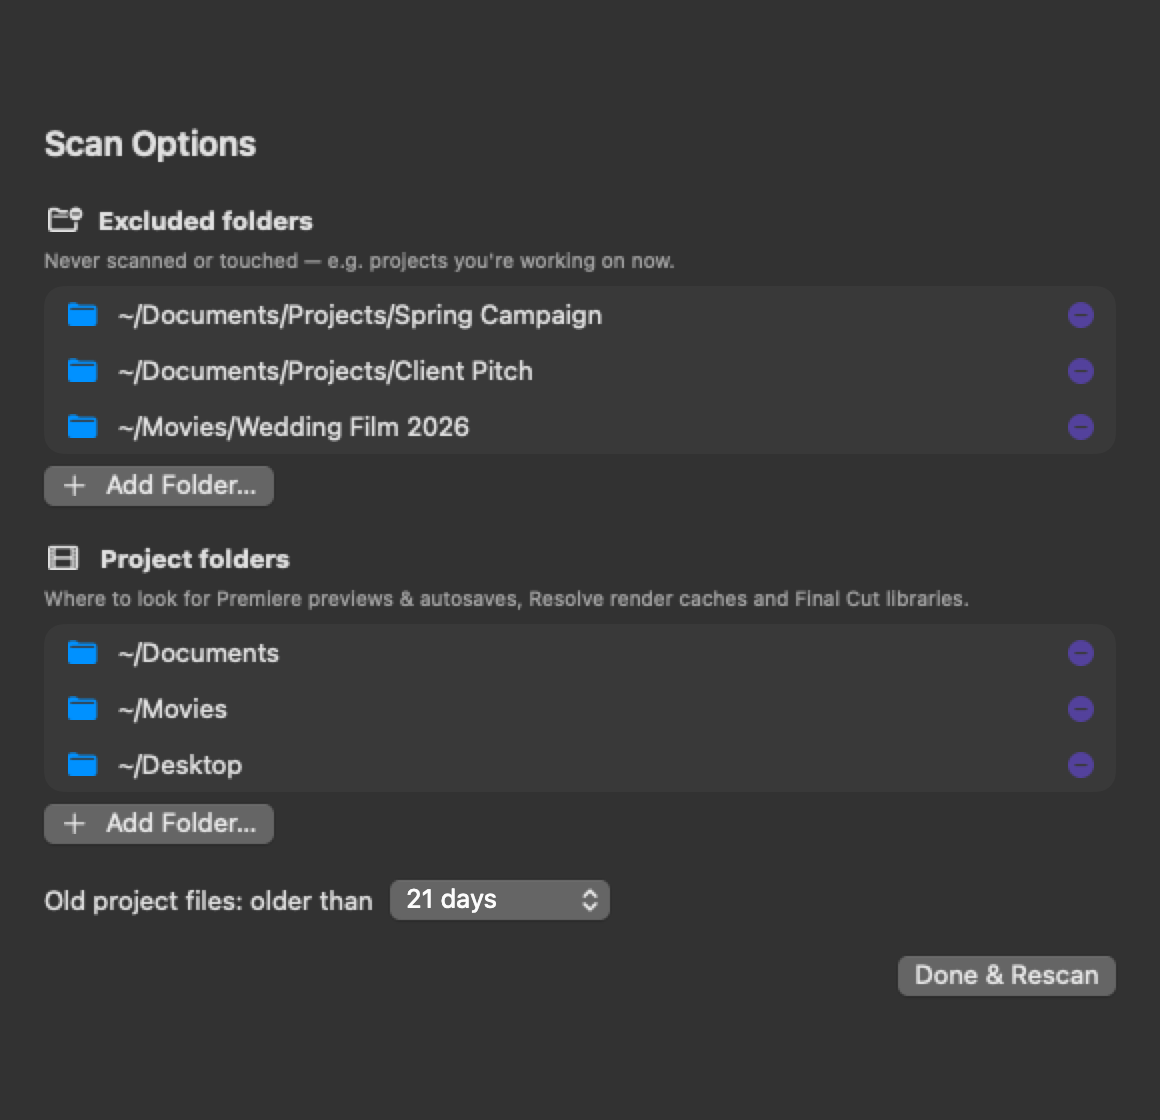 Scan Options
Excluded folders
Never scanned or touched — e.g. projects you're working on now.
~/Documents/Projects/Spring Campaign
~/Documents/Projects/Client Pitch
~/Movies/Wedding Film 2026
Add Folder...
Project folders
Where to look for Premiere previews & autosaves, Resolve render caches and Final Cut libraries.
~/Documents
~/Movies
~/Desktop
Add Folder...
Old project files: older than 21 days
Done & Rescan